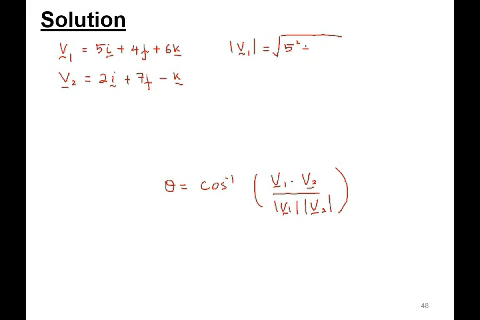 Solution
V₁ = 5i + 4j + 6k
|V₁| = √5² +
V₂ = 2i + 7j - k
θ = cos⁻¹ (V₁ · V₂ / |V₁| |V₂|)
48